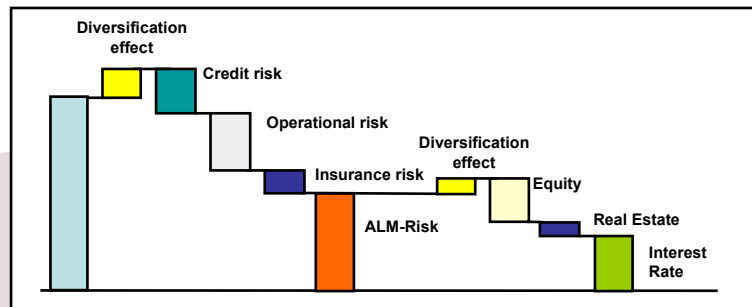 Diversification
effect
Credit risk
Operational risk
Diversification
effect
Insurance risk
Equity
ALM-Risk
Real Estate
Interest
Rate